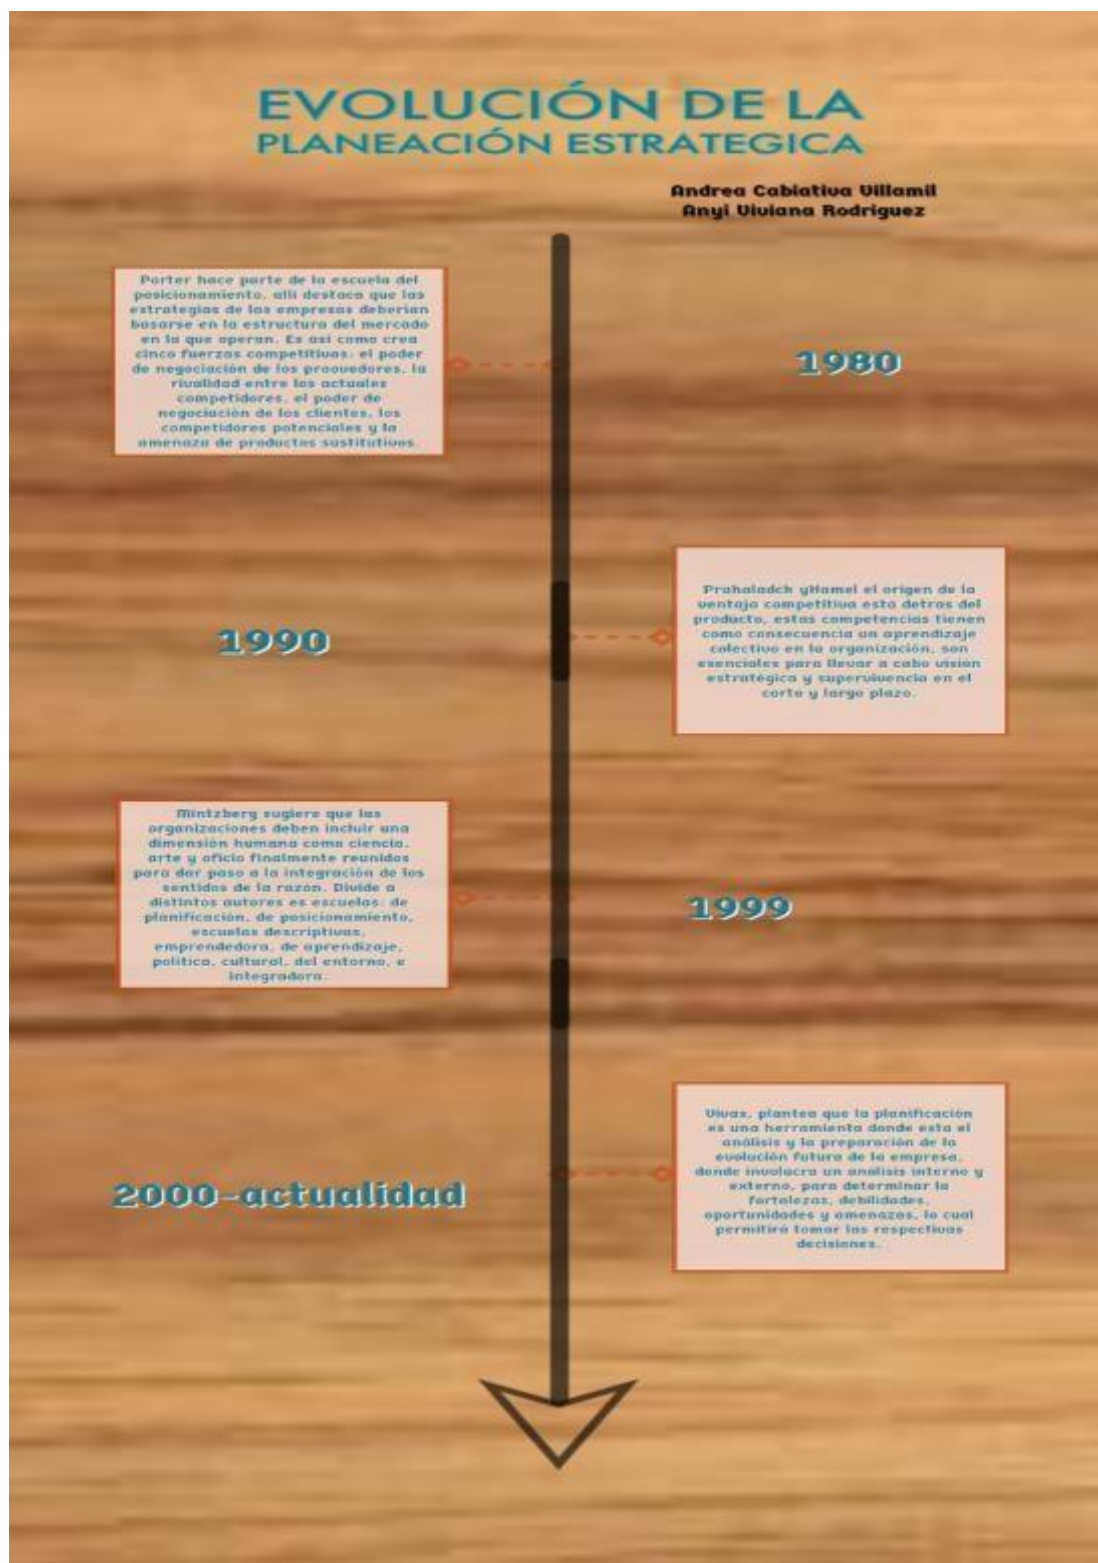 EVOLUCIÓN DE LA
PLANEACIÓN ESTRATEGICA
Andrea Cabiativa Villamil
Anyi Viviana Rodriguez
Porter hace parte de la escuela del
posicionamiento, alli destaca que las
estrategias de las empresas deberian
basarse en la estructura del mercado
en la que operan. Es asi como crea
cinco fuerzas competitivas, el poder
de negociación de los proovedores, la
rivalidad entre los actuales
competidores, el poder de
negociación de los clientes, los
competidores potenciales y la
amenaza de productos sustitutivos.
1980
1990
Prahaladch yHamel el origen de la
ventaja competitiva esta detras del
producto, estas competencias tienen
como consecuencia un aprendizaje
colectivo en la organización, son
esenciales para llevar a cabo visión
estratégica y supervivencia en el
corto y largo plazo.
Mintzberg sugiere que las
organizaciones deben incluir una
dimensión humana como ciencia,
arte y oficio finalmente reunidos
para dar paso a la integración de los
sentidos de la razón. Divide a
distintos autores es escuelas: de
planificación, de posicionamiento,
escuelas descriptivas,
emprendedora, de aprendizaje,
política, cultural, del entorno, e
integradora.
1999
2000-actualidad
Vivas, plantea que la planificación
es una herramienta donde esta el
análisis y la preparación de la
evolución futura de la empresa,
donde involucra un análisis interno y
externo, para determinar la
fortalezas, debilidades,
oportunidades y amenazas, lo cual
permitirá tomar las respectivas
decisiones.